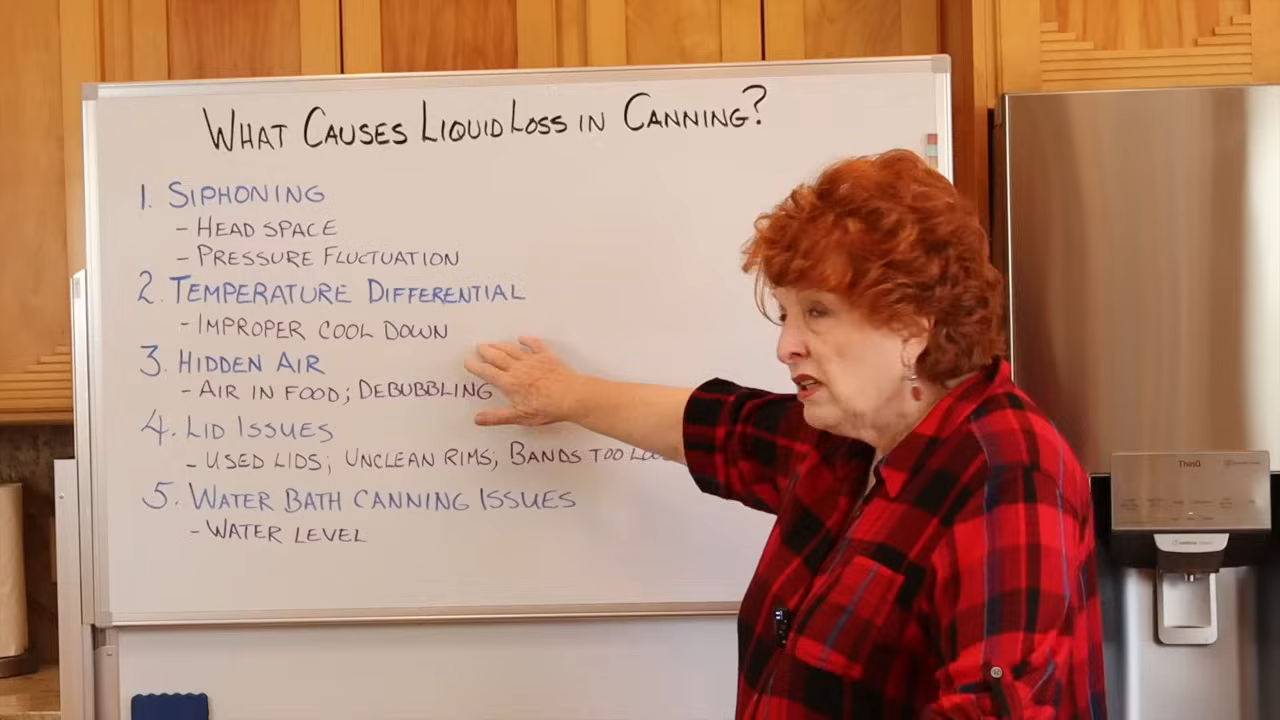 What Causes Liquid Loss in Canning?
1. Siphoning
- Head space
- Pressure Fluctuation
2. Temperature Differential
- Improper cool down
3. Hidden Air
- Air in food; Debubbling
4. Lid Issues
- Used lids; Unclean rims; Bands too
5. Water Bath Canning Issues
- Water level
ThinQ